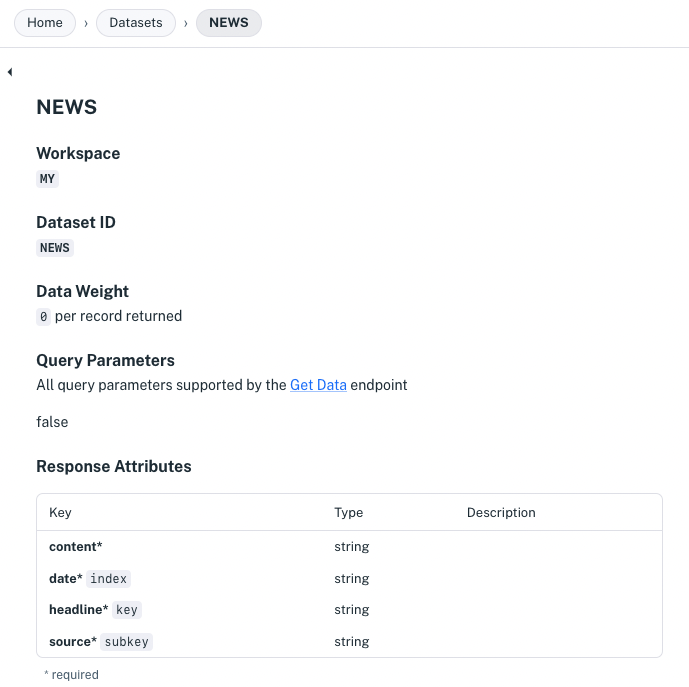 Home › Datasets › NEWS
NEWS
Workspace
MY
Dataset ID
NEWS
Data Weight
0 per record returned
Query Parameters
All query parameters supported by the Get Data endpoint
false
Response Attributes
Key Type Description
content* string
date* index string
headline* key string
source* subkey string
* required